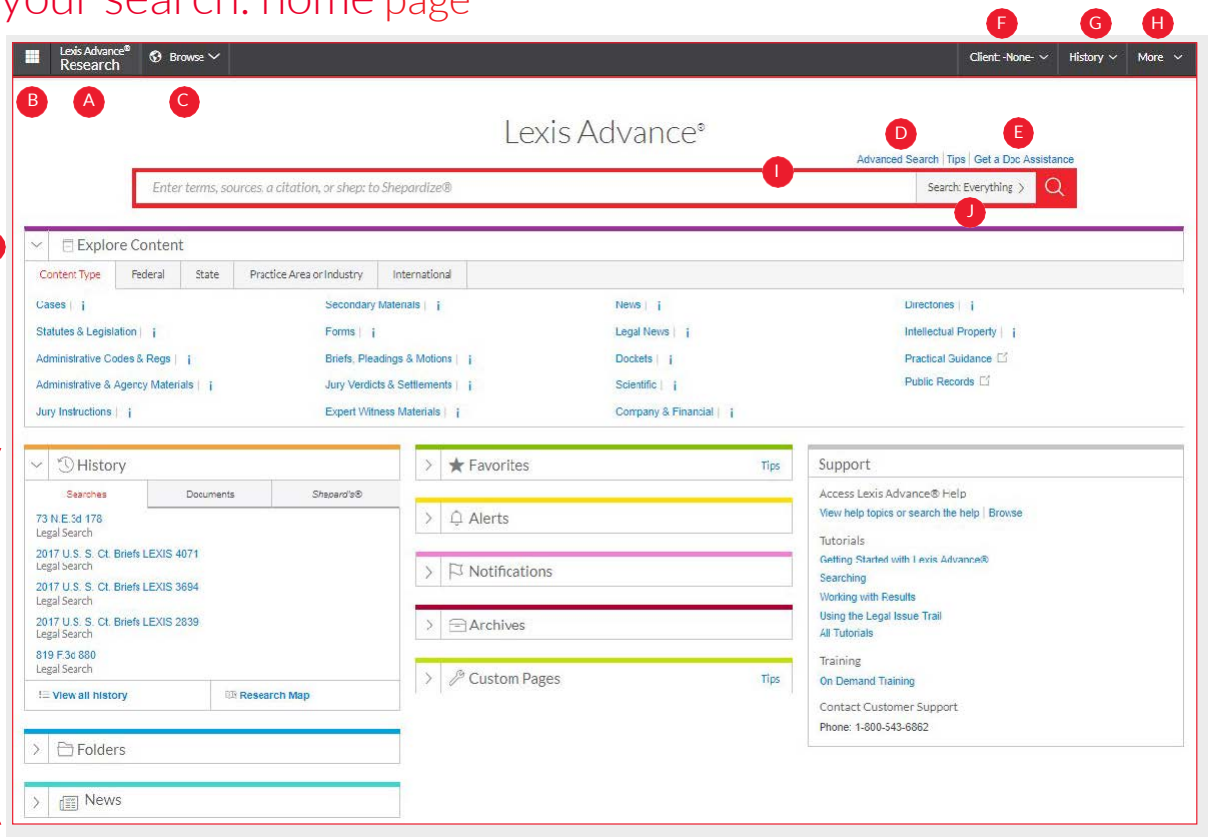 your search: home page
F G H
Lexis Advance®
Research
Browse
Client: -None-
History
More
B A C
Lexis Advance®
D E
Advanced Search | Tips | Get a Doc Assistance
I
Enter terms, sources, a citation, or shep: to Shepardize®
Search: Everything
J
Explore Content
Content Type Federal State Practice Area or Industry International
Cases | i Secondary Materials | i News | i Directories | i
Statutes & Legislation | i Forms | i Legal News | i Intellectual Property | i
Administrative Codes & Regs | i Briefs, Pleadings & Motions | i Dockets | i Practical Guidance
Administrative & Agency Materials | i Jury Verdicts & Settlements | i Scientific | i Public Records
Jury Instructions | i Expert Witness Materials | i Company & Financial | i
History
Searches Documents Shepard's®
73 N.E.3d 178
Legal Search
2017 U.S. S. Ct. Briefs LEXIS 4071
Legal Search
2017 U.S. S. Ct. Briefs LEXIS 3694
Legal Search
2017 U.S. S. Ct. Briefs LEXIS 2839
Legal Search
819 F.3d 880
Legal Search
View all history Research Map
Folders
News
Favorites Tips
Alerts
Notifications
Archives
Custom Pages Tips
Support
Access Lexis Advance® Help
View help topics or search the help | Browse
Tutorials
Getting Started with Lexis Advance®
Searching
Working with Results
Using the Legal Issue Trail
All Tutorials
Training
On Demand Training
Contact Customer Support
Phone: 1-800-543-6862